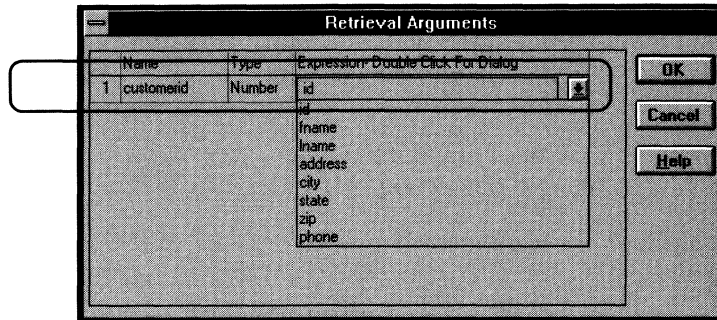 Retrieval Arguments
Name Type Expression- Double Click For Dialog
1 customerid Number id
id
fname
lname
address
city
state
zip
phone
OK
Cancel
Help